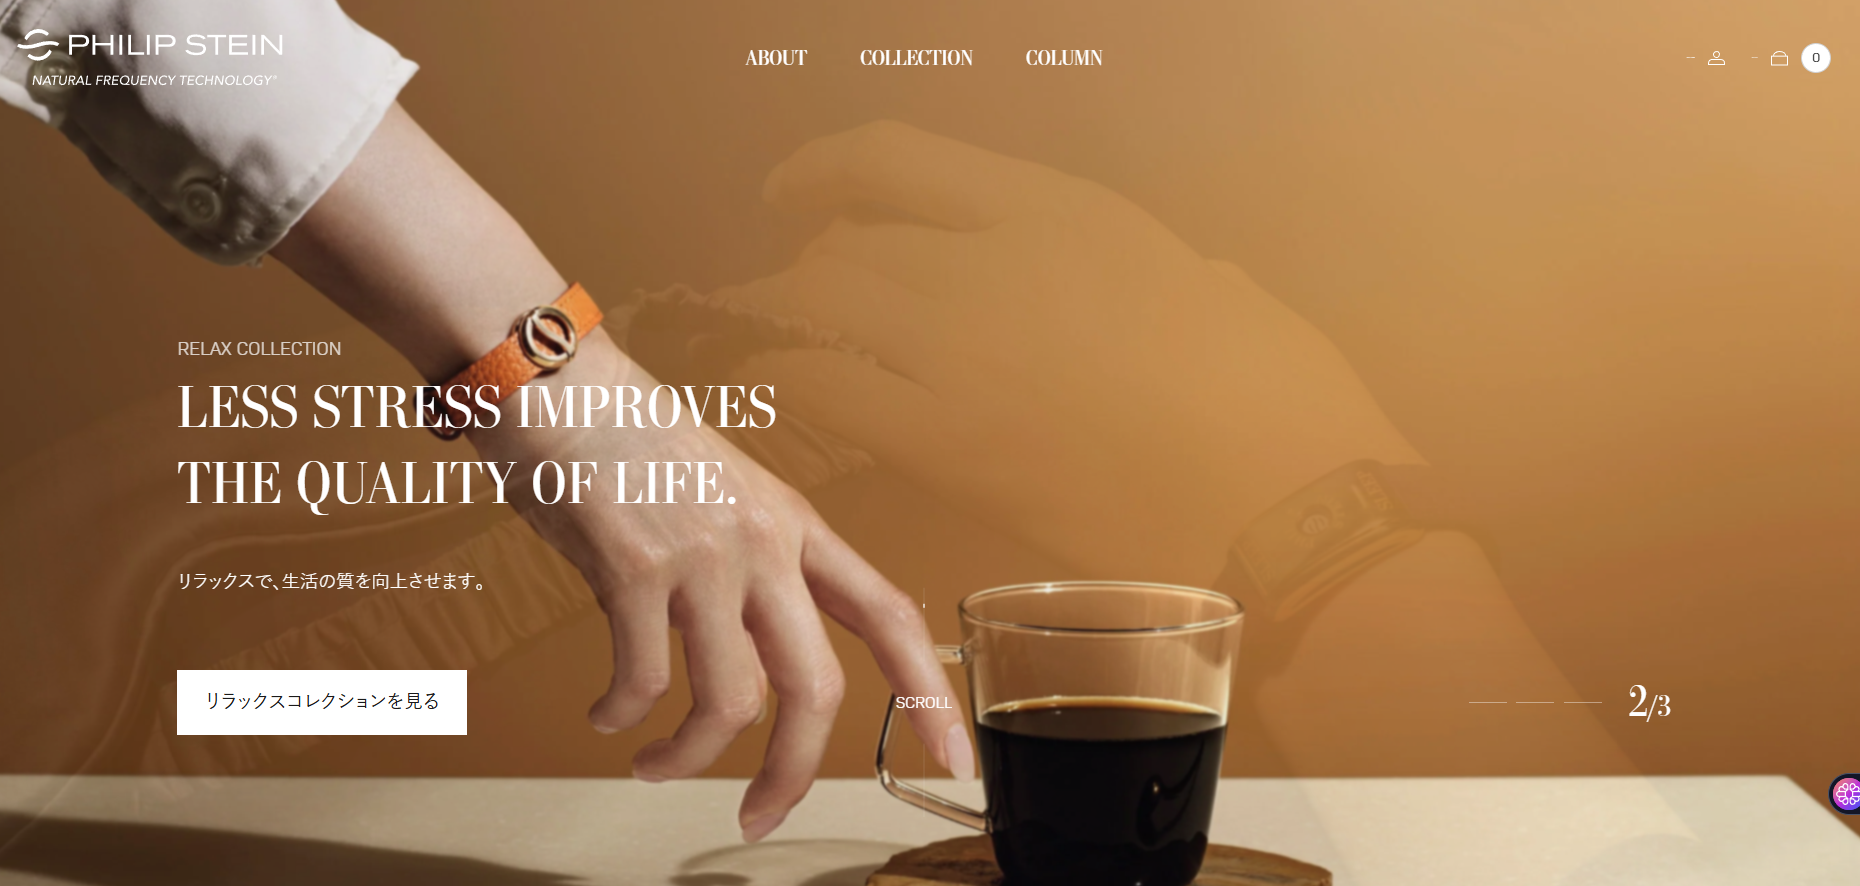 PHILIP STEIN
NATURAL FREQUENCY TECHNOLOGY®
ABOUT
COLLECTION
COLUMN
0
RELAX COLLECTION
LESS STRESS IMPROVES
THE QUALITY OF LIFE.
リラックスで、生活の質を向上させます。
リラックスコレクションを見る
SCROLL
2/3